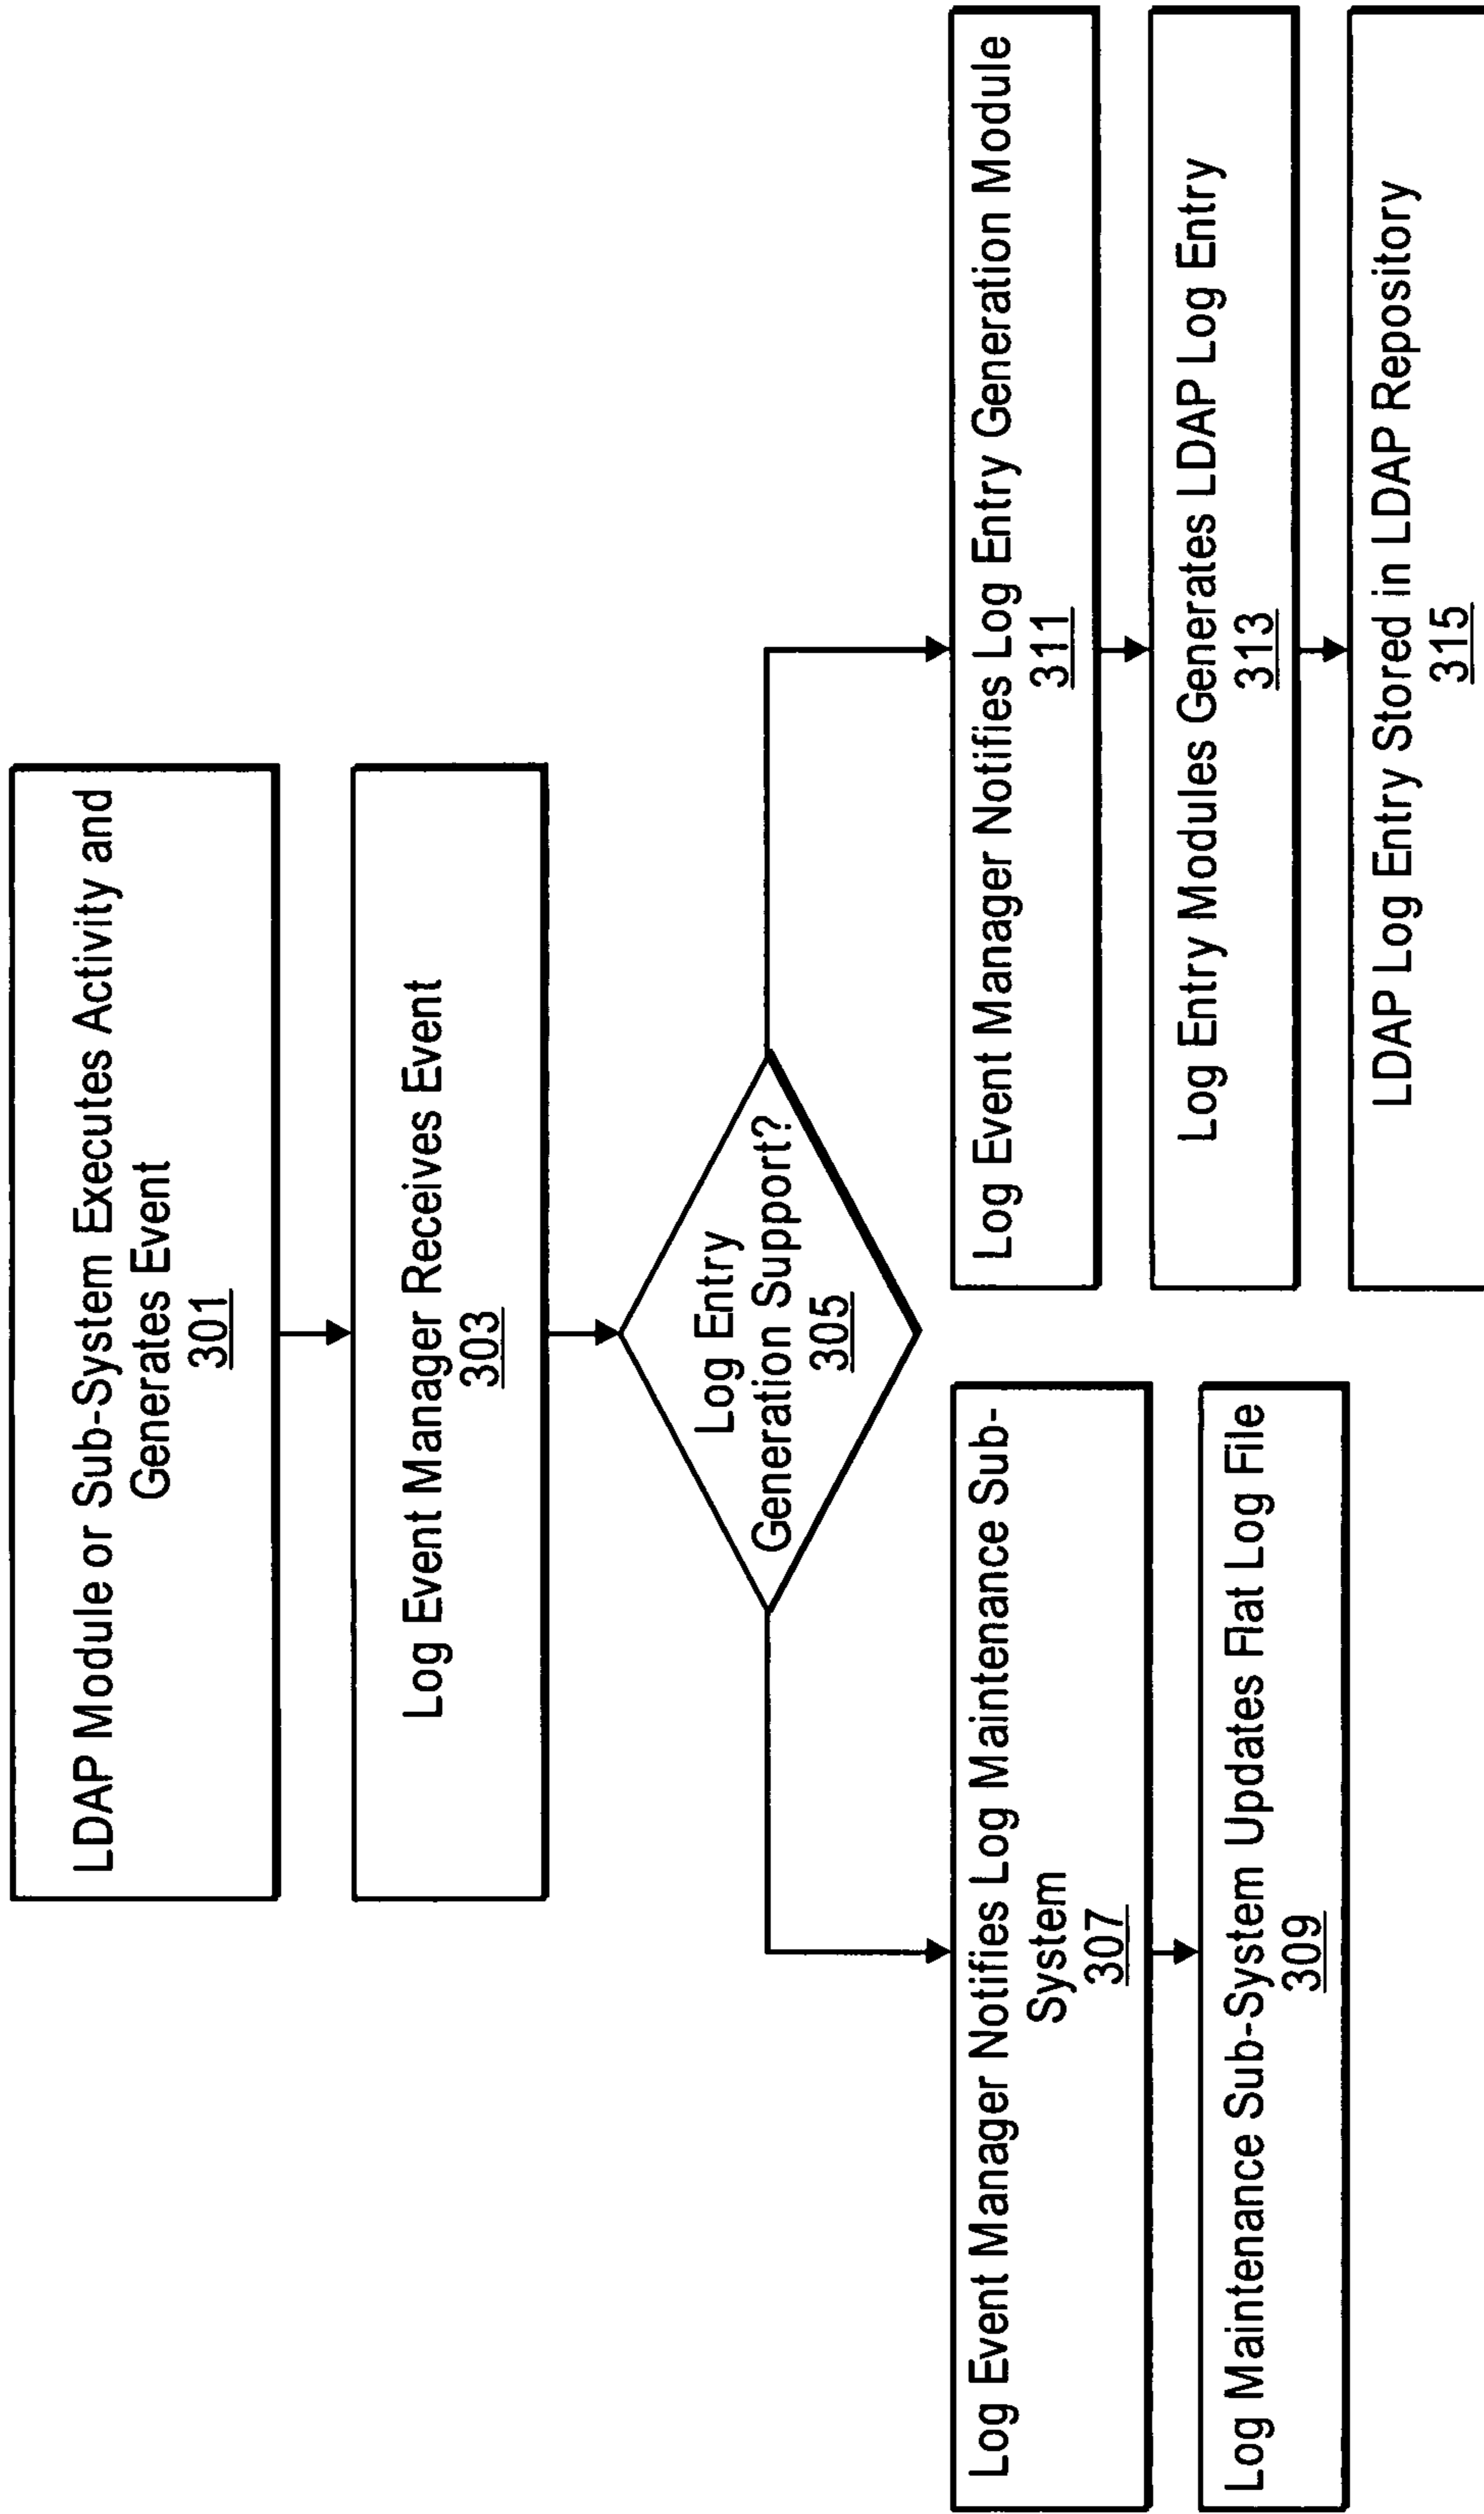 LDAP Module or Sub-System Executes Activity and
Generates Event
301
Log Event Manager Receives Event
303
Log Entry
Generation Support?
305
Log Event Manager Notifies Log Maintenance Sub-
System
307
Log Maintenance Sub-System Updates Flat Log File
309
Log Event Manager Notifies Log Entry Generation Module
311
Log Entry Modules Generates LDAP Log Entry
313
LDAP Log Entry Stored in LDAP Repository
315